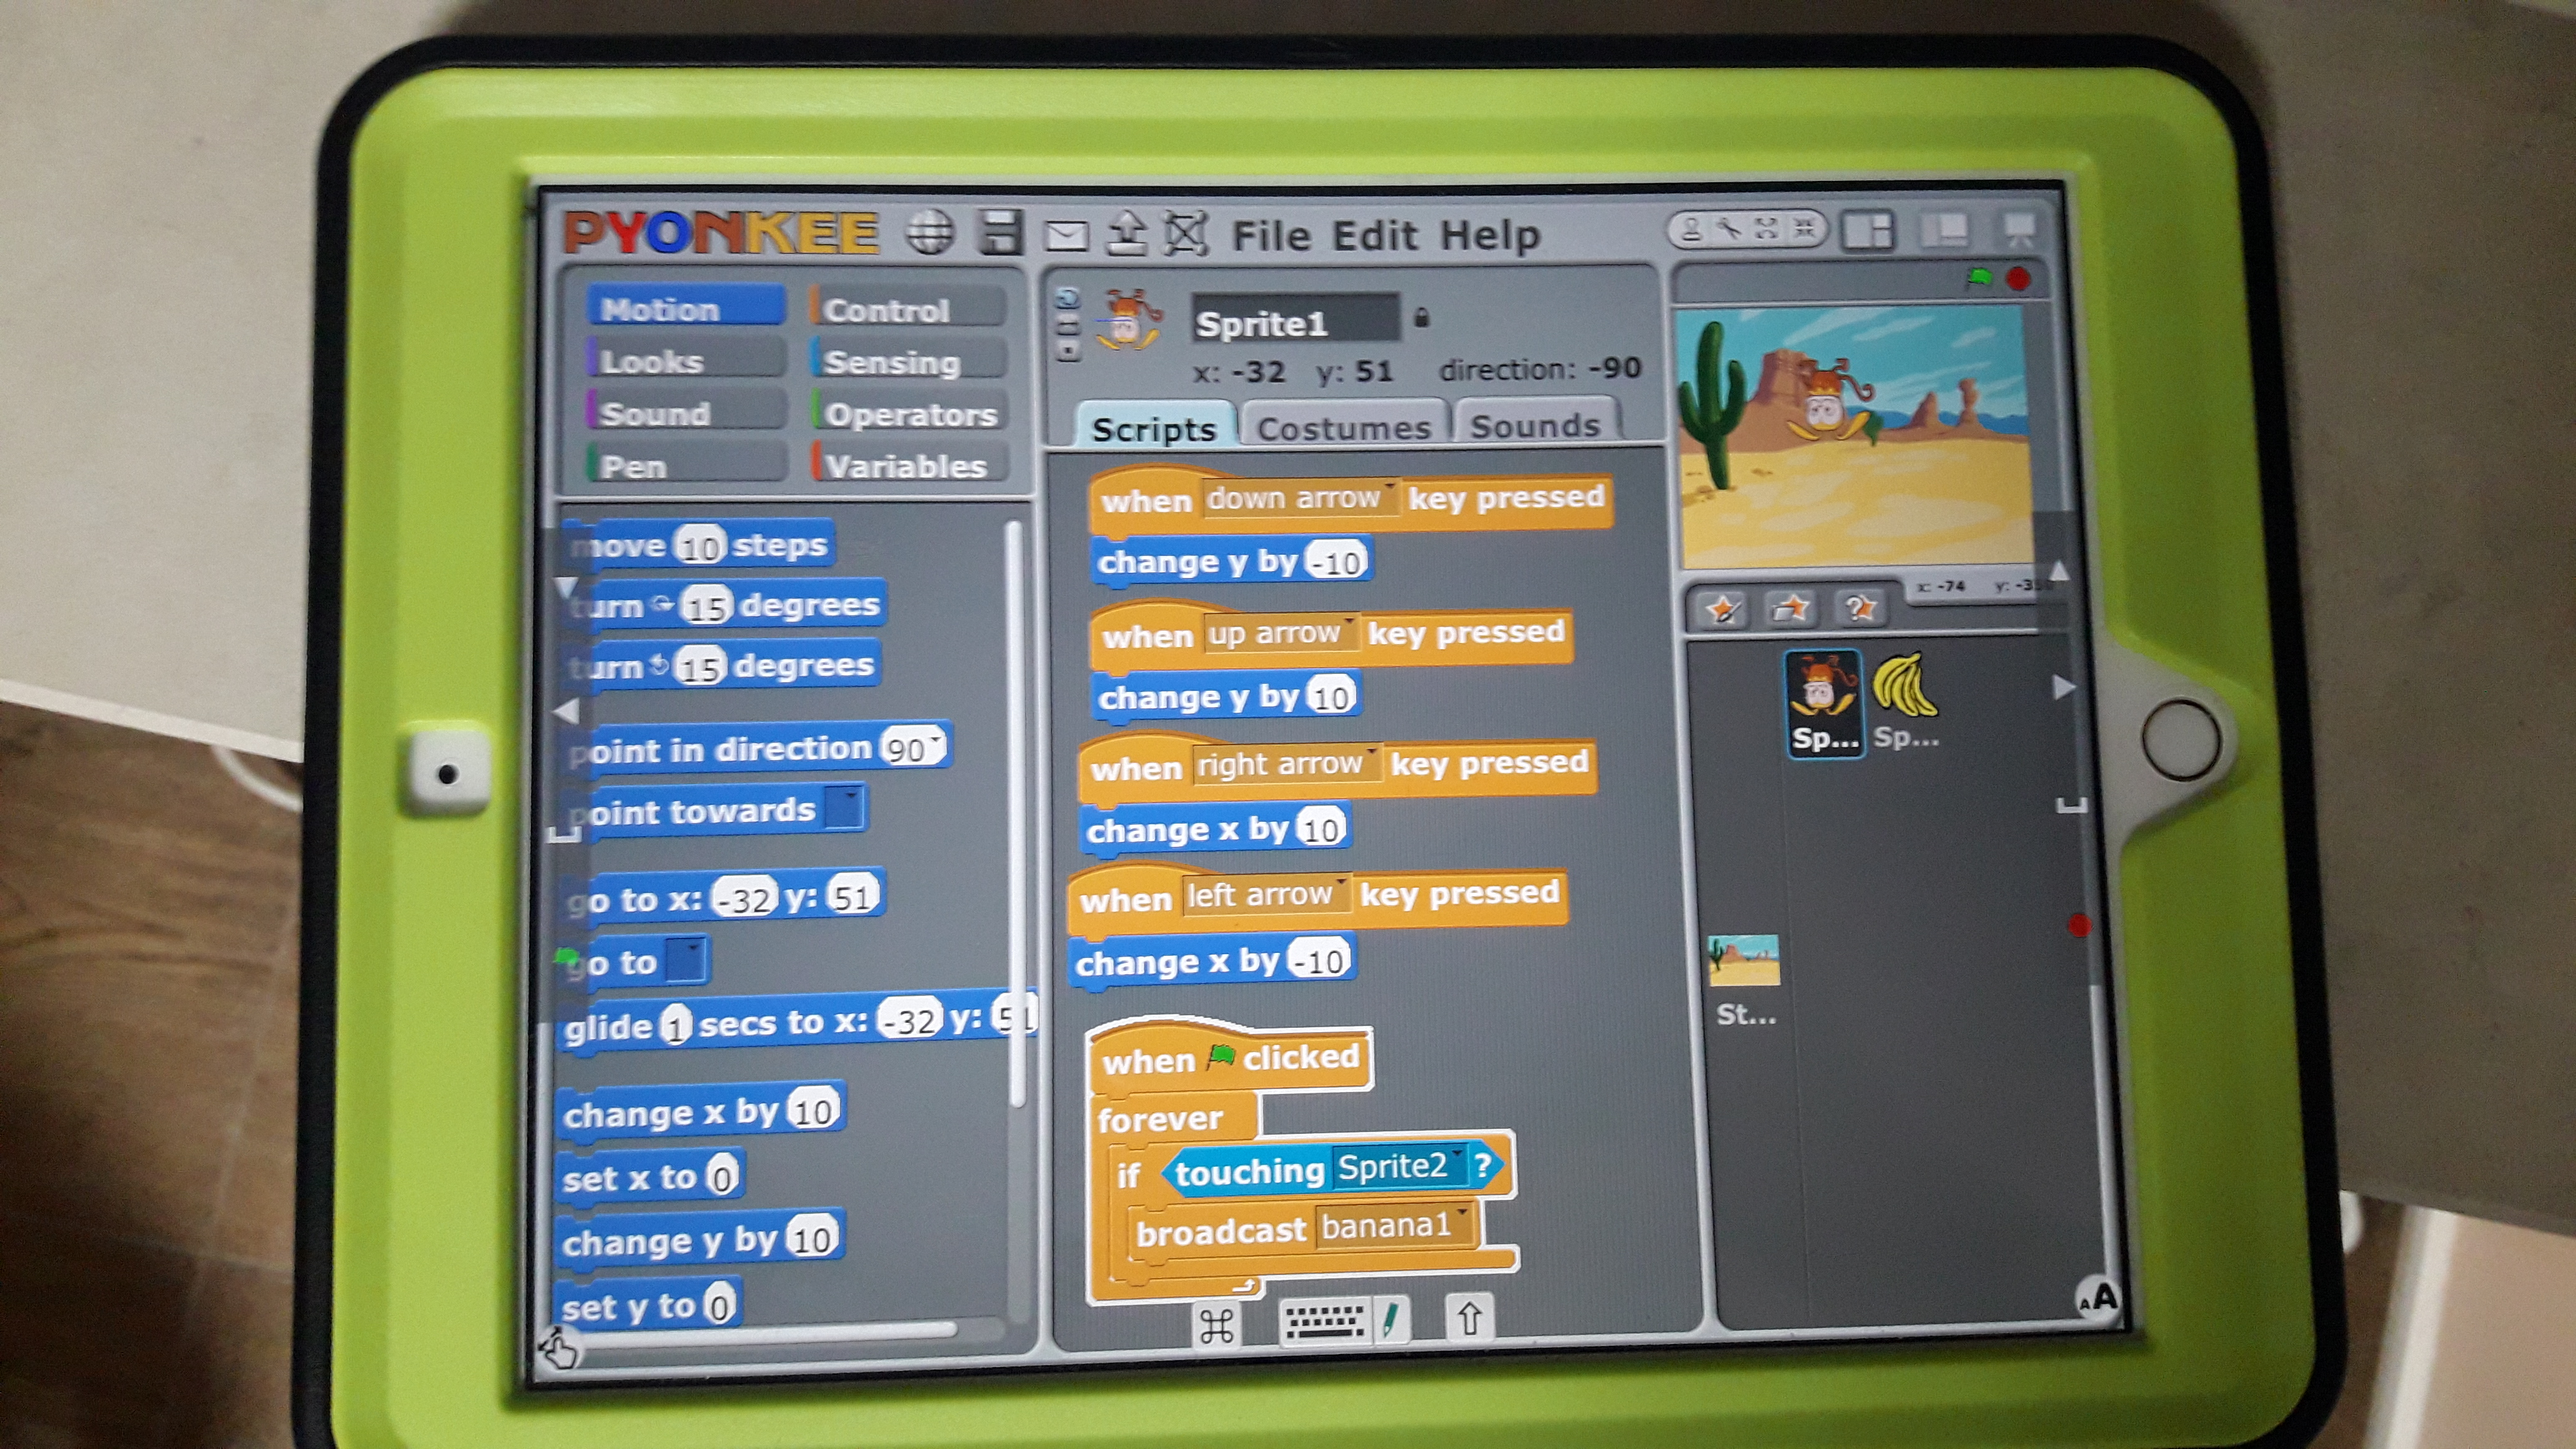 PYONKEE File Edit Help
Motion Control
Looks Sensing
Sound Operators
Pen Variables
move 10 steps
turn 15 degrees
turn 15 degrees
point in direction 90
point towards
go to x: -32 y: 51
go to
glide 1 secs to x: -32 y: 51
change x by 10
set x to 0
change y by 10
set y to 0
Sprite1
x: -32 y: 51 direction: -90
Scripts Costumes Sounds
when down arrow key pressed
change y by -10
when up arrow key pressed
change y by 10
when right arrow key pressed
change x by 10
when left arrow key pressed
change x by -10
when clicked
forever
if touching Sprite2 ?
broadcast banana1
x: -74 y: -3
Sp... Sp...
St...
AA